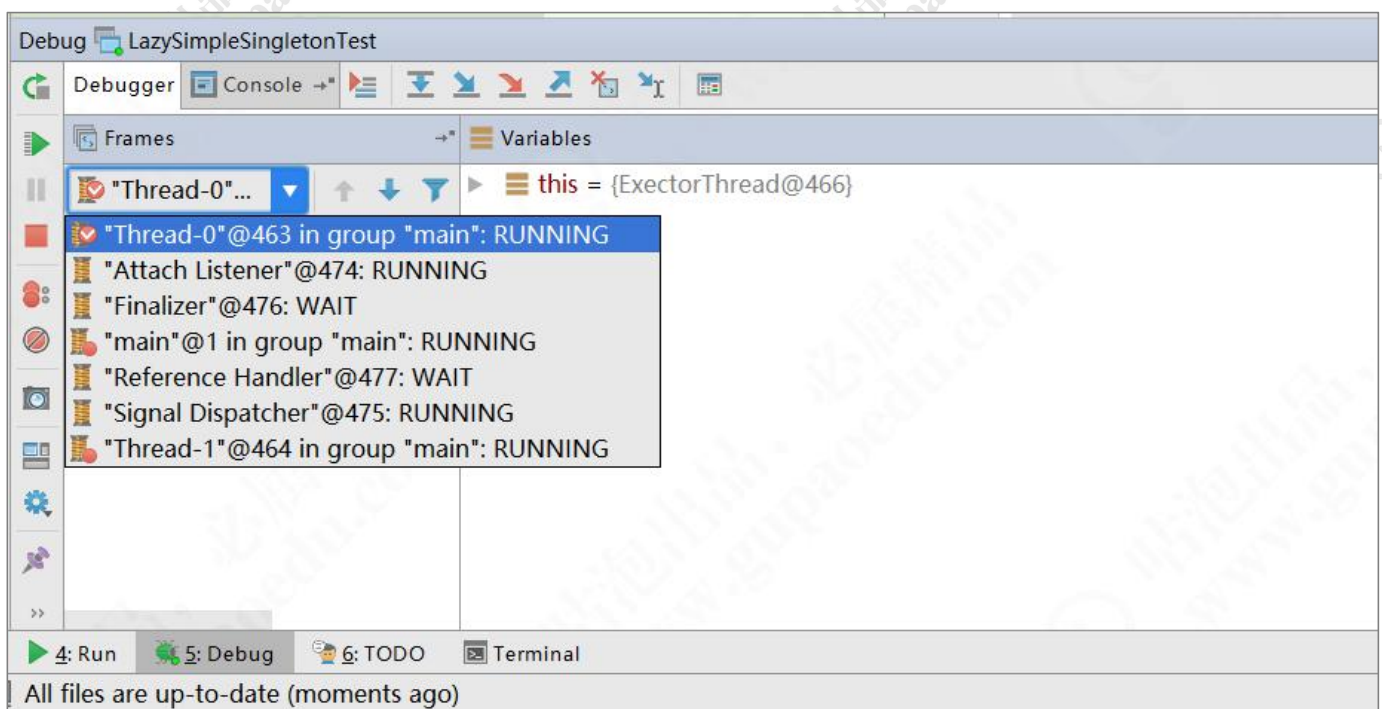 Debug LazySimpleSingletonTest
Debugger Console
Frames
Variables
"Thread-0"...
this = {ExectorThread@466}
"Thread-0"@463 in group "main": RUNNING
"Attach Listener"@474: RUNNING
"Finalizer"@476: WAIT
"main"@1 in group "main": RUNNING
"Reference Handler"@477: WAIT
"Signal Dispatcher"@475: RUNNING
"Thread-1"@464 in group "main": RUNNING
4: Run 5: Debug 6: TODO Terminal
All files are up-to-date (moments ago)